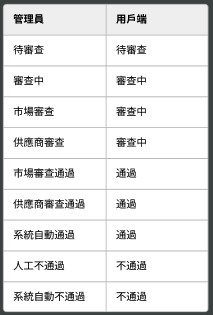 管理員 用戶端
待審查 待審查
審查中 審查中
市場審查 審查中
供應商審查 審查中
市場審查通過 通過
供應商審查通過 通過
系統自動通過 通過
人工不通過 不通過
系統自動不通過 不通過